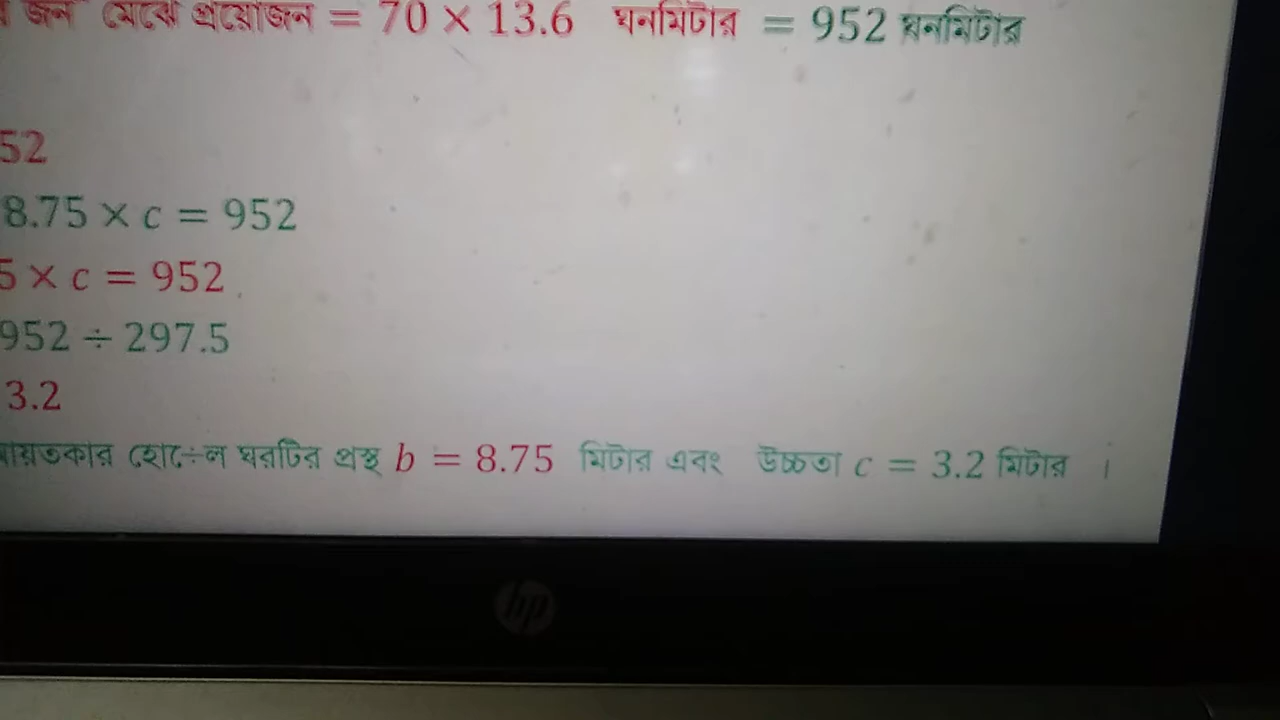 জন মেঝে প্রয়োজন = 70 × 13.6 ঘনমিটার = 952 ঘনমিটার
52
8.75 × c = 952
5 × c = 952
952 ÷ 297.5
3.2
ঘরটির প্রস্থ b = 8.75 মিটার এবং উচ্চতা c = 3.2 মিটার ।
hp